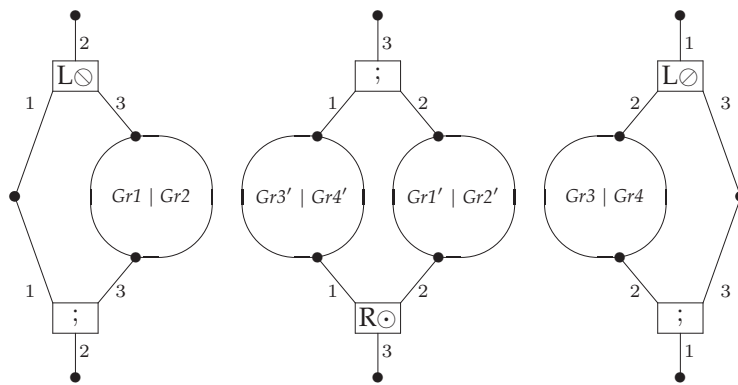 2 3 1
L⦸ ; L⊘
1 3 1 2 2 3
Gr1 | Gr2 Gr3′ | Gr4′ Gr1′ | Gr2′ Gr3 | Gr4
1 3 1 2 2 3
; R⊙ ;
2 3 1